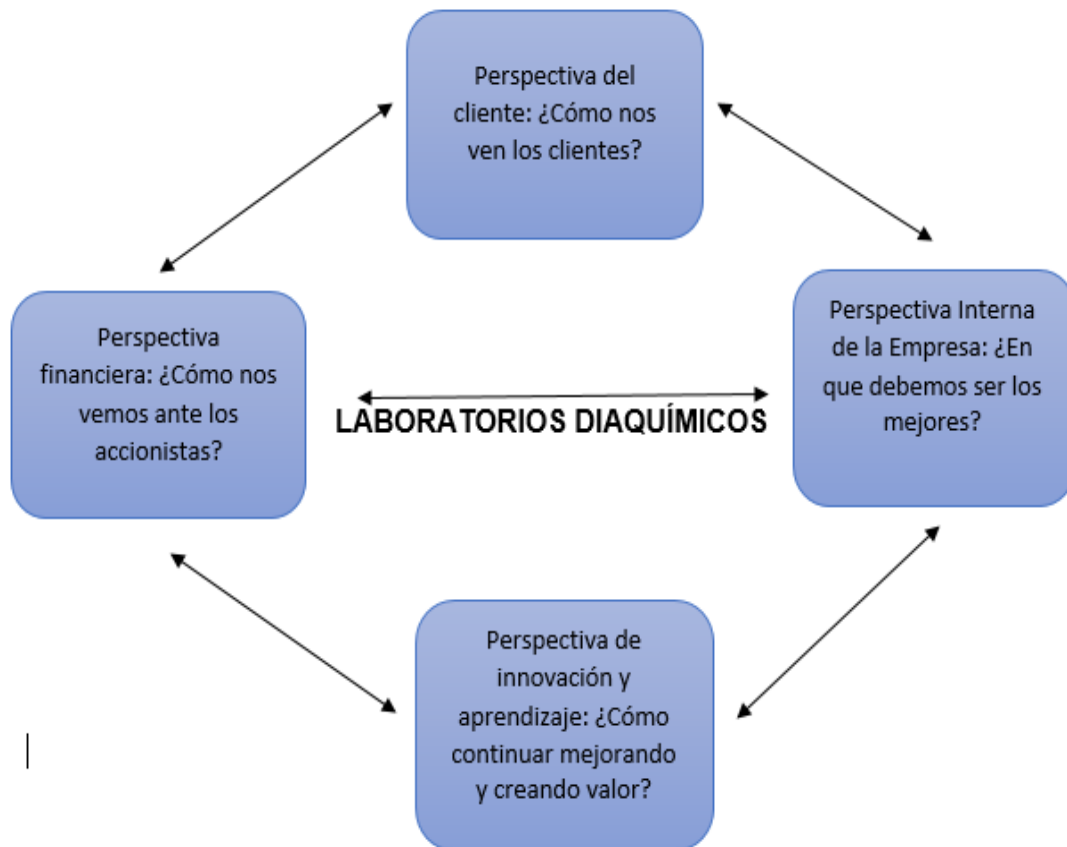 Perspectiva del
cliente: ¿Cómo nos
ven los clientes?
Perspectiva
financiera: ¿Cómo nos
vemos ante los
accionistas?
LABORATORIOS DIAQUÍMICOS
Perspectiva Interna
de la Empresa: ¿En
que debemos ser los
mejores?
Perspectiva de
innovación y
aprendizaje: ¿Cómo
continuar mejorando
y creando valor?